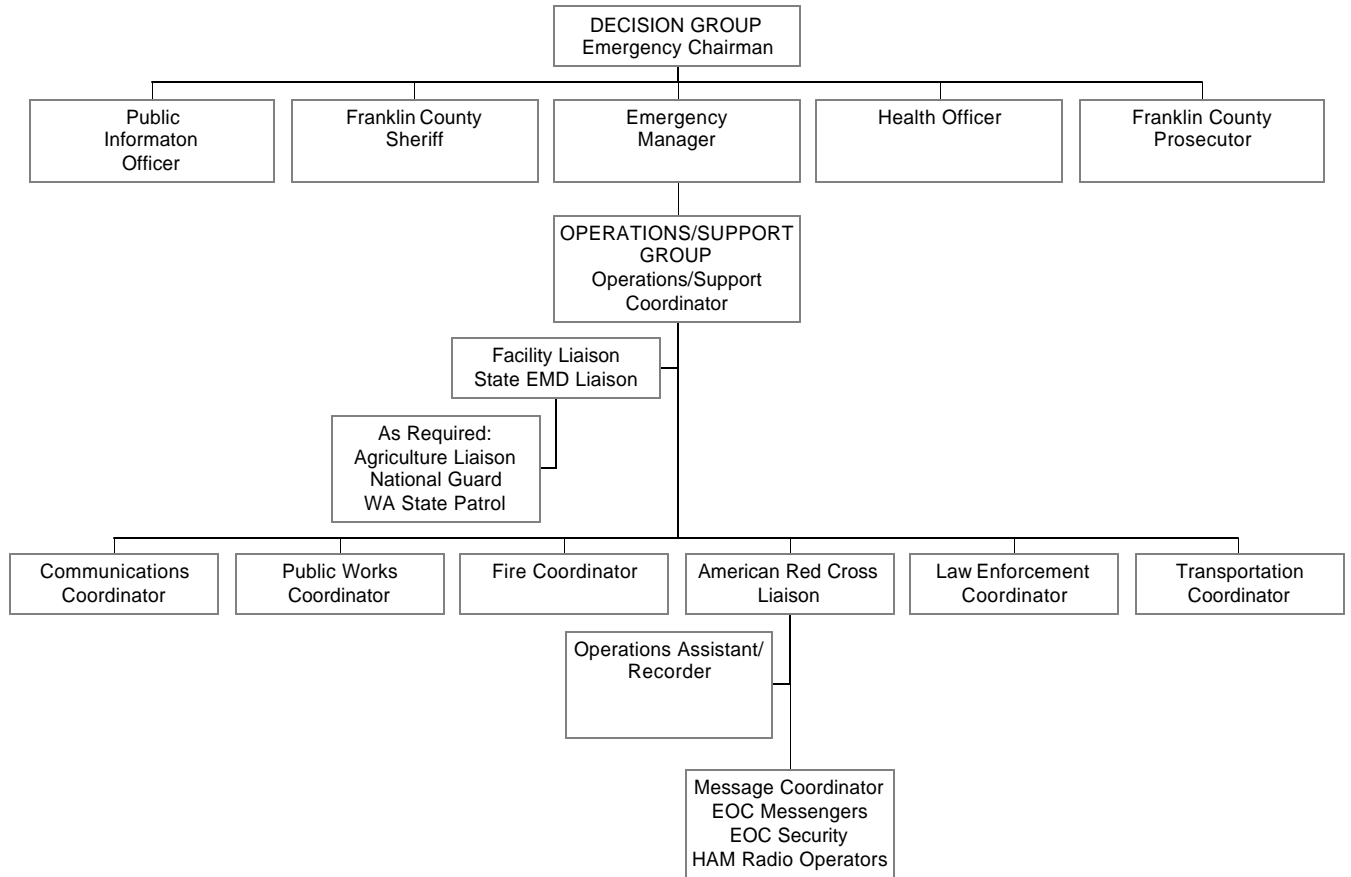 DECISION GROUP
Emergency Chairman
Public
Informaton
Officer
Franklin County
Sheriff
Emergency
Manager
Health Officer
Franklin County
Prosecutor
OPERATIONS/SUPPORT
GROUP
Operations/Support
Coordinator
Facility Liaison
State EMD Liaison
As Required:
Agriculture Liaison
National Guard
WA State Patrol
Communications
Coordinator
Public Works
Coordinator
Fire Coordinator
American Red Cross
Liaison
Law Enforcement
Coordinator
Transportation
Coordinator
Operations Assistant/
Recorder
Message Coordinator
EOC Messengers
EOC Security
HAM Radio Operators